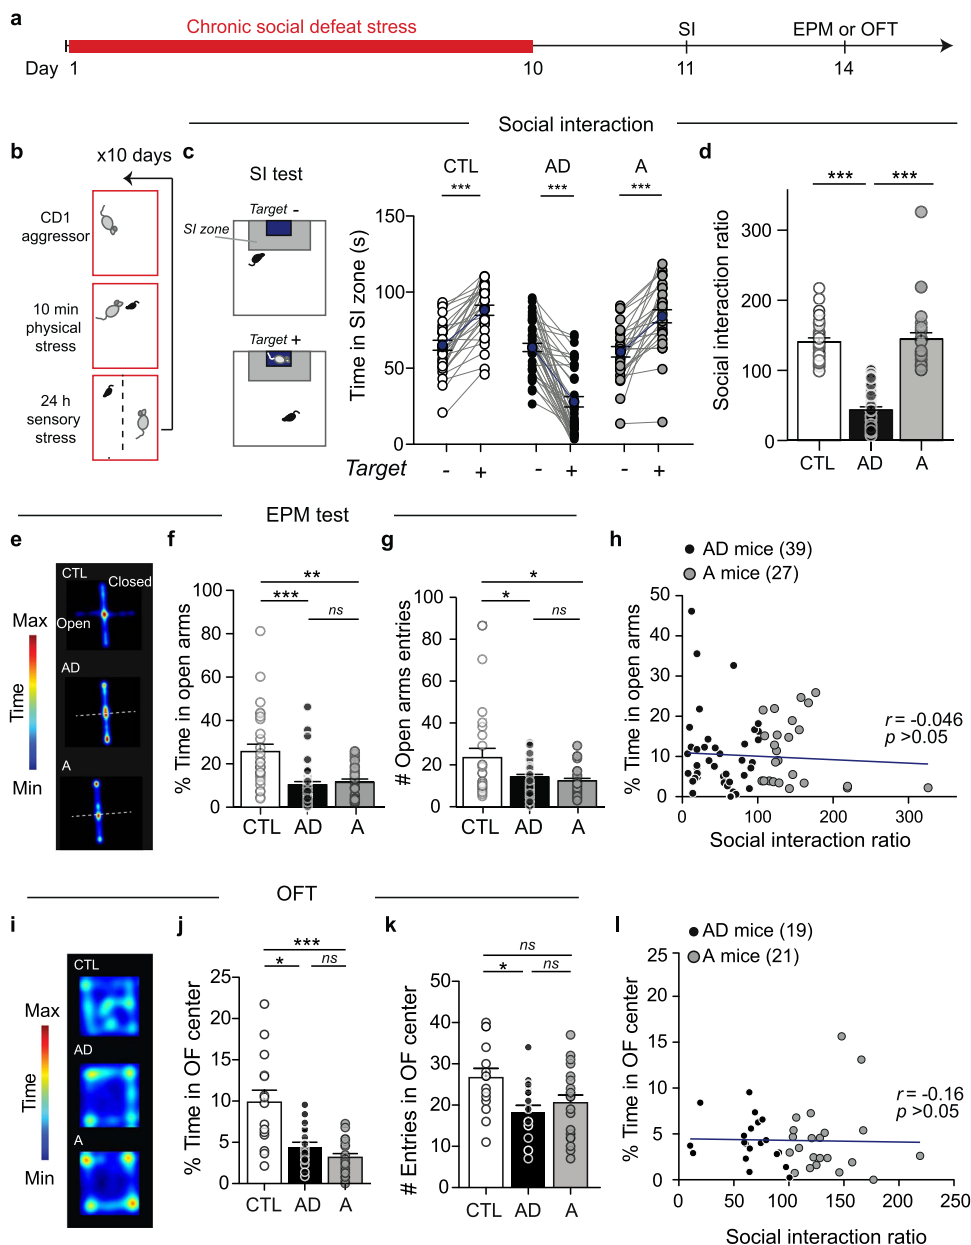 a
Chronic social defeat stress
SI
EPM or OFT
Day
1
10
11
14
Social interaction
b
x10 days
CD1
aggressor
10 min
physical
stress
24 h
sensory
stress
c
SI test
Target -
SI zone
Target +
CTL
AD
A
***
***
***
Time in SI zone (s)
150
100
50
0
Target
-
+
-
+
-
+
d
***
***
Social interaction ratio
300
200
100
0
CTL
AD
A
EPM test
e
CTL
Closed
Open
AD
A
Max
Time
Min
f
**
***
ns
% Time in open arms
100
80
60
40
20
0
CTL
AD
A
g
*
*
ns
# Open arms entries
100
80
60
40
20
0
CTL
AD
A
h
AD mice (39)
A mice (27)
% Time in open arms
50
40
30
20
10
0
r = -0.046
p >0.05
0
100
200
300
Social interaction ratio
OFT
i
CTL
AD
A
Max
Time
Min
j
***
*
ns
% Time in OF center
25
20
15
10
5
0
CTL
AD
A
k
ns
*
ns
# Entries in OF center
50
40
30
20
10
0
CTL
AD
A
l
AD mice (19)
A mice (21)
% Time in OF center
25
20
15
10
5
0
r = -0.16
p >0.05
0
50
100
150
200
250
Social interaction ratio